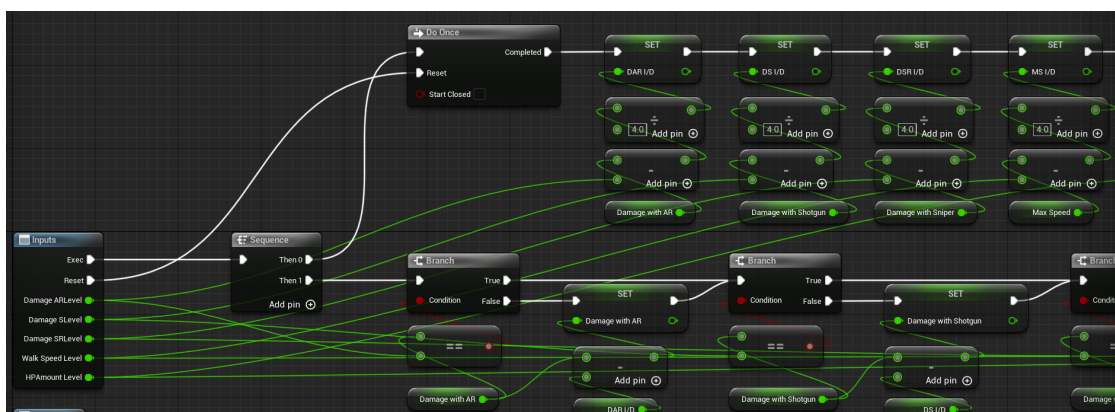 Do Once
Completed
Reset
Start Closed
SET
DAR I/D
÷
4.0
Add pin
-
Add pin
Damage with AR
SET
DS I/D
÷
4.0
Add pin
-
Add pin
Damage with Shotgun
SET
DSR I/D
÷
4.0
Add pin
-
Add pin
Damage with Sniper
SET
MS I/D
÷
4.0
Add pin
-
Add pin
Max Speed
Inputs
Exec
Reset
Damage ARLevel
Damage SLevel
Damage SRLevel
Walk Speed Level
HPAmount Level
Sequence
Then 0
Then 1
Add pin
Branch
True
Condition
False
==
Damage with AR
SET
Damage with AR
-
Add pin
DAR I/D
Branch
True
Condition
False
==
Damage with Shotgun
SET
Damage with Shotgun
-
Add pin
DS I/D
Branch
Damage